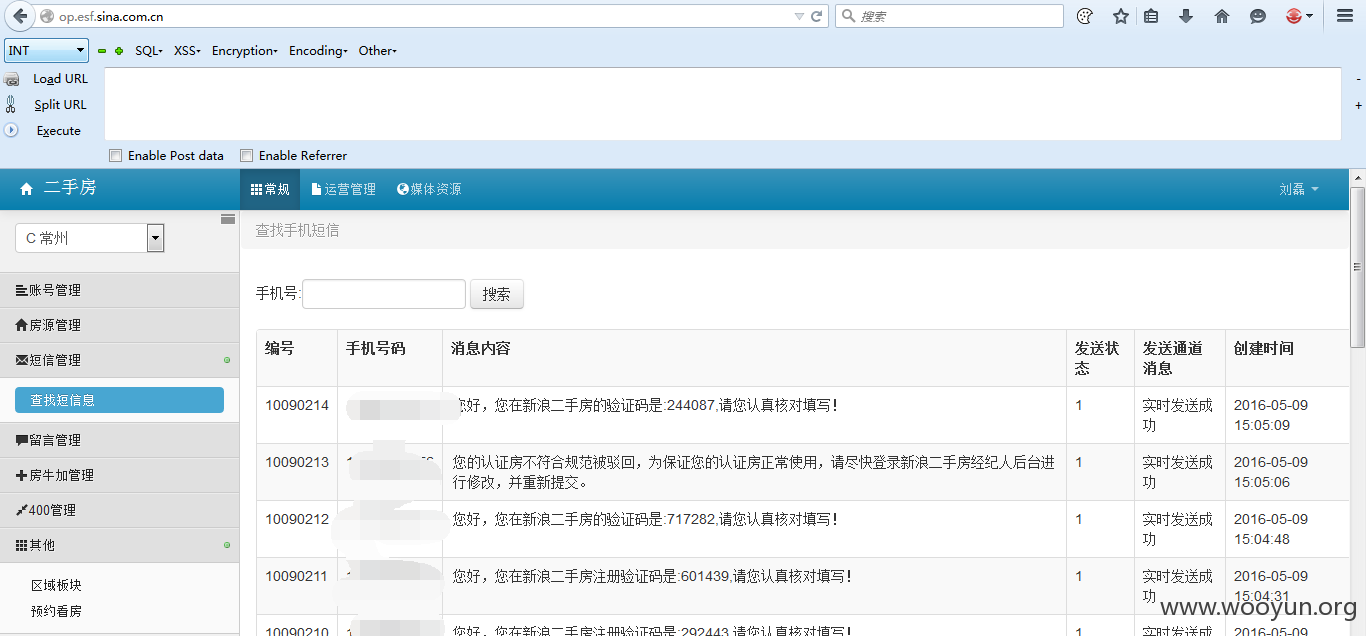 op.esf.sina.com.cn
搜索
INT SQL- XSS- Encryption- Encoding- Other-
Load URL
Split URL
Execute
- +
Enable Post data Enable Referrer
二手房 常规 运营管理 媒体资源 刘磊
C 常州
账号管理
房源管理
短信管理
查找短信息
留言管理
房牛加管理
400管理
其他
区域板块
预约看房
查找手机短信
手机号: 搜索
编号 手机号码 消息内容 发送状态 发送通道消息 创建时间
10090214 您好，您在新浪二手房的验证码是:244087,请您认真核对填写！ 1 实时发送成功 2016-05-09 15:05:09
10090213 您的认证房不符合规范被驳回，为保证您的认证房正常使用，请尽快登录新浪二手房经纪人后台进行修改，并重新提交。 1 实时发送成功 2016-05-09 15:05:06
10090212 您好，您在新浪二手房的验证码是:717282,请您认真核对填写！ 1 实时发送成功 2016-05-09 15:04:48
10090211 您好，您在新浪二手房注册验证码是:601439,请您认真核对填写！ 1 实时发送成功 2016-05-09 15:04:31
10090210 您好，您在新浪二手房注册验证码是:292443,请您认真核对填写！ 1 实时发送成 2016-05-09
www.wooyun.org